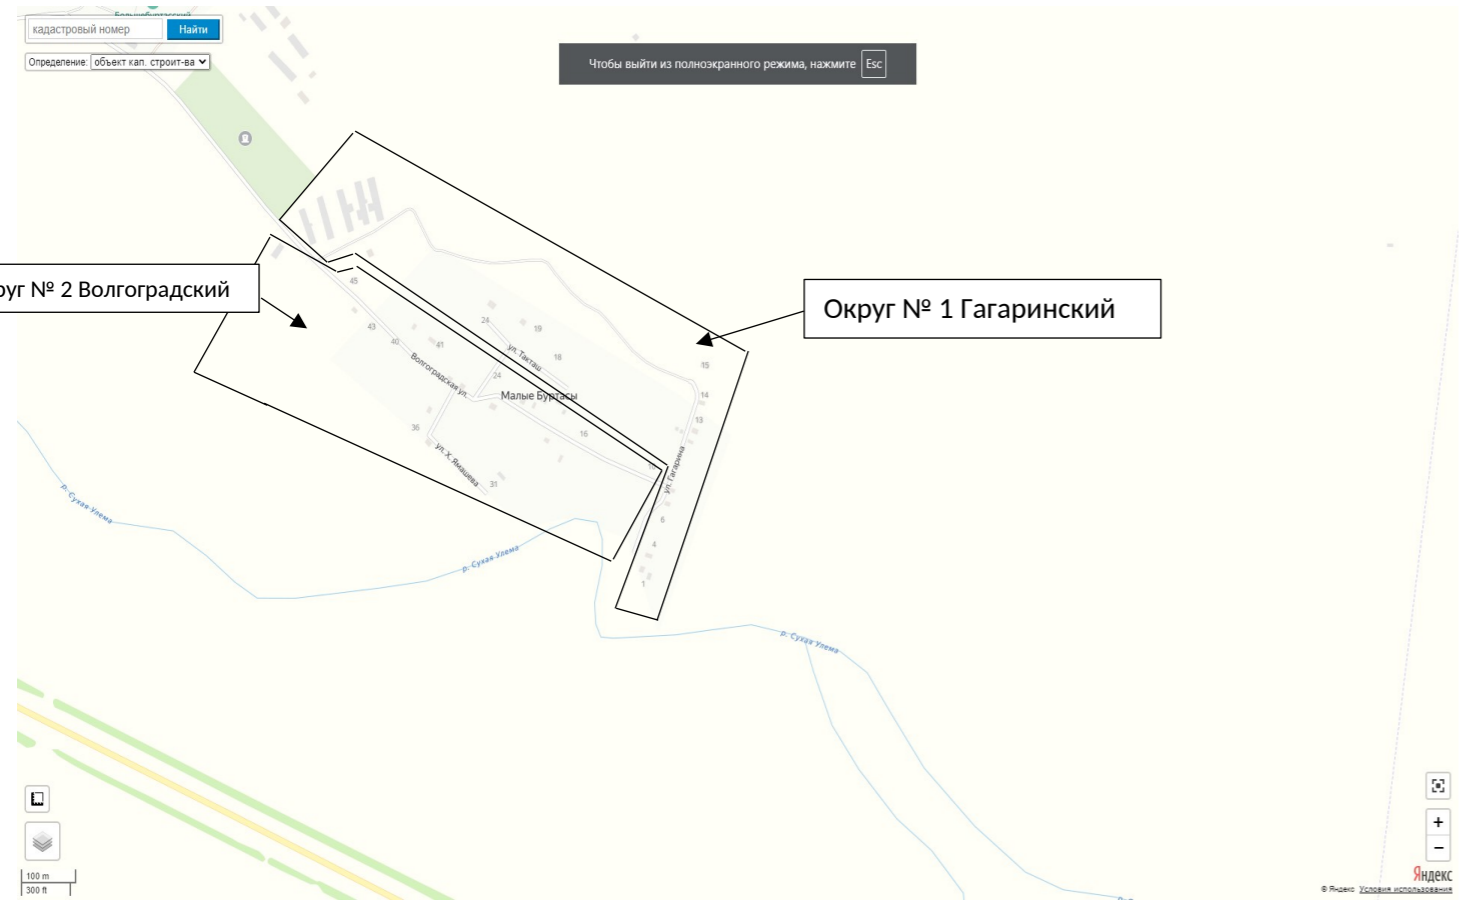 Большебуртасский
кадастровый номер
Найти
Определение: объект кап. строит-ва
Чтобы выйти из полноэкранного режима, нажмите Esc
руг № 2 Волгоградский
Округ № 1 Гагаринский
45
43
40
41
24
19
18
ул. Такташ
15
Волгоградская ул.
24
Малые Буртасы
14
13
36
16
ул. Х. Ямашева
31
ул. Гагарина
6
4
1
р. Сухая Улема
р. Сухая Улема
р. Сухая Улема
100 m
300 ft
+
−
Яндекс
© Яндекс Условия использования